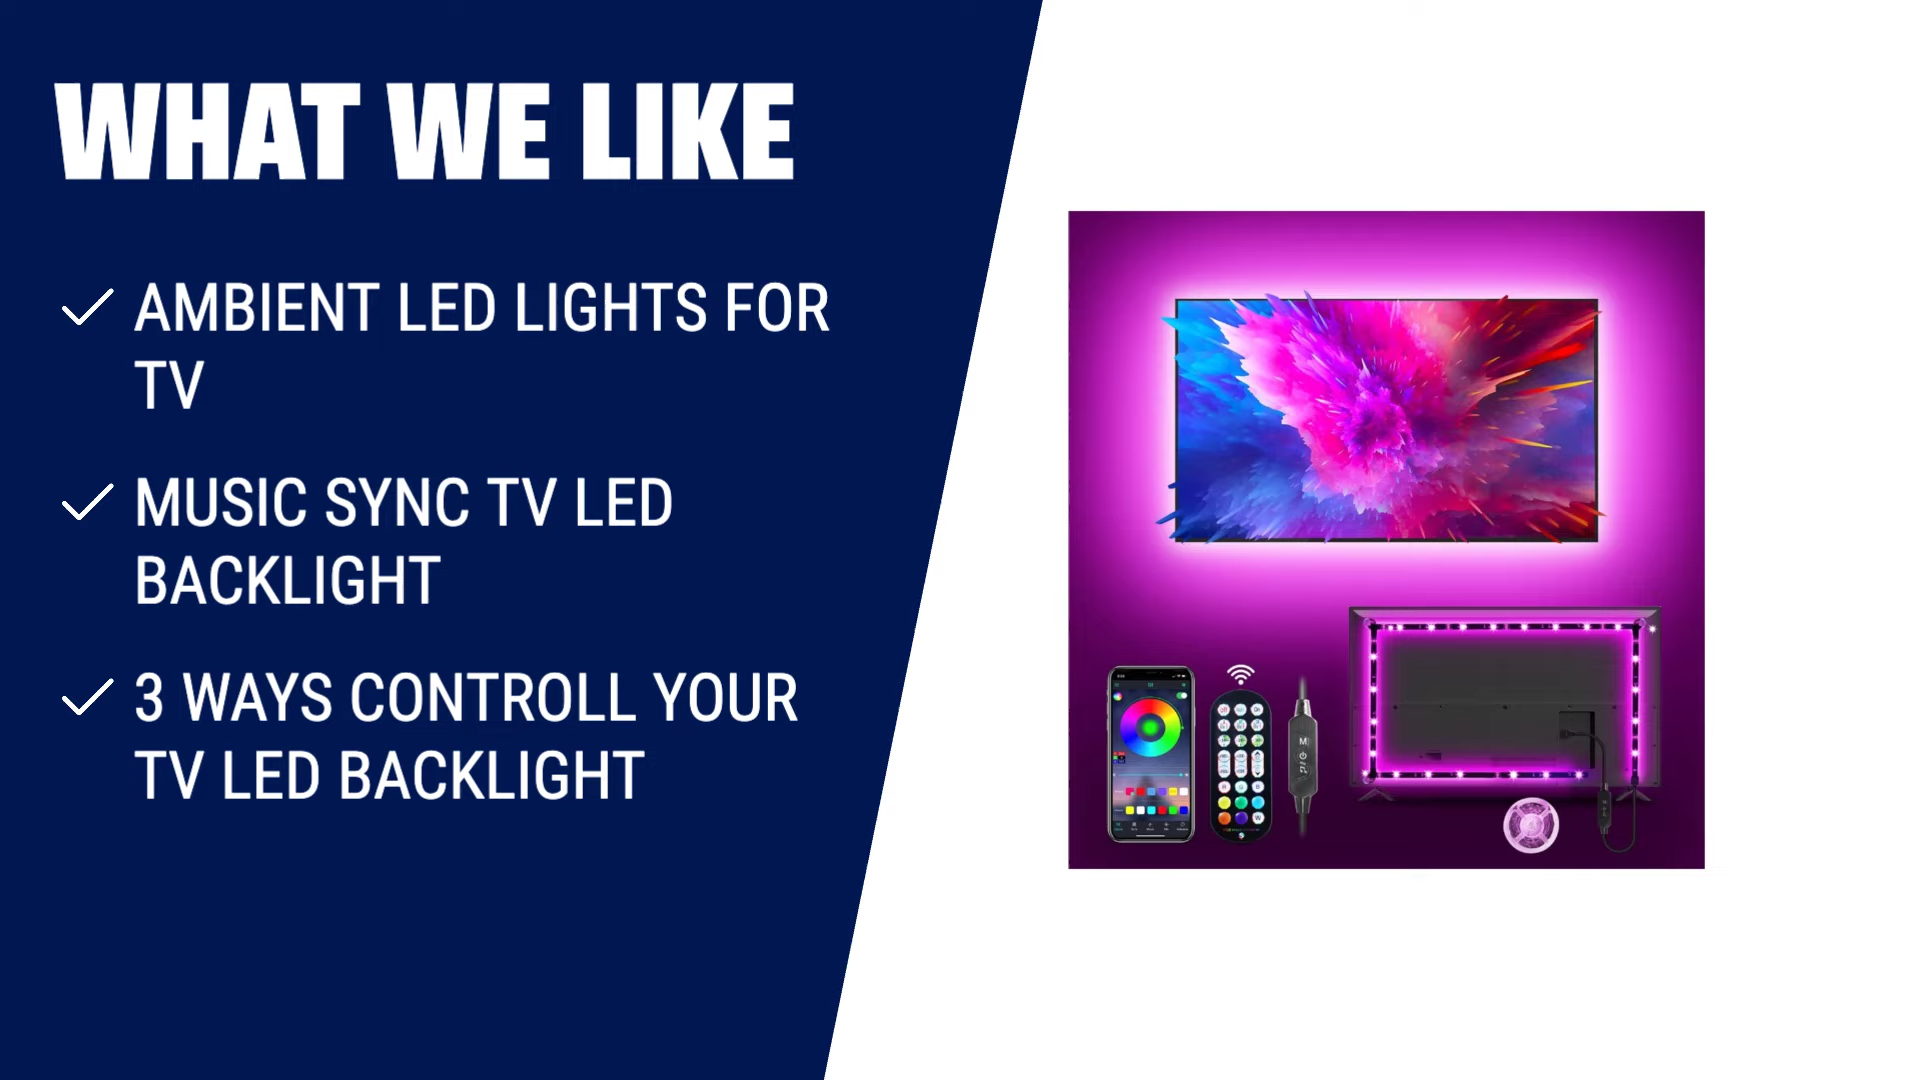 WHAT WE LIKE
AMBIENT LED LIGHTS FOR
TV
MUSIC SYNC TV LED
BACKLIGHT
3 WAYS CONTROLL YOUR
TV LED BACKLIGHT